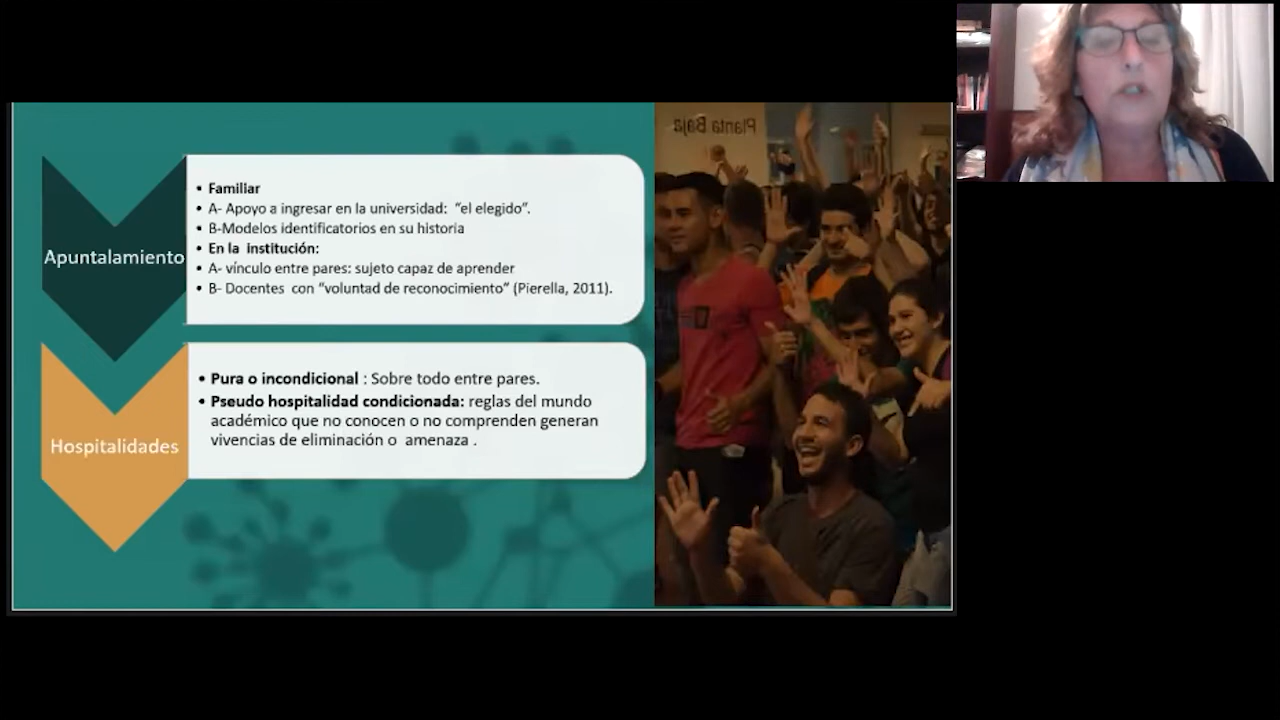 Planta Baja
Apuntalamiento
• Familiar
• A- Apoyo a ingresar en la universidad: “el elegido”.
• B-Modelos identificatorios en su historia
• En la institución:
• A- vínculo entre pares: sujeto capaz de aprender
• B- Docentes con “voluntad de reconocimiento” (Pierella, 2011).
Hospitalidades
• Pura o incondicional : Sobre todo entre pares.
• Pseudo hospitalidad condicionada: reglas del mundo
académico que no conocen o no comprenden generan
vivencias de eliminación o amenaza .